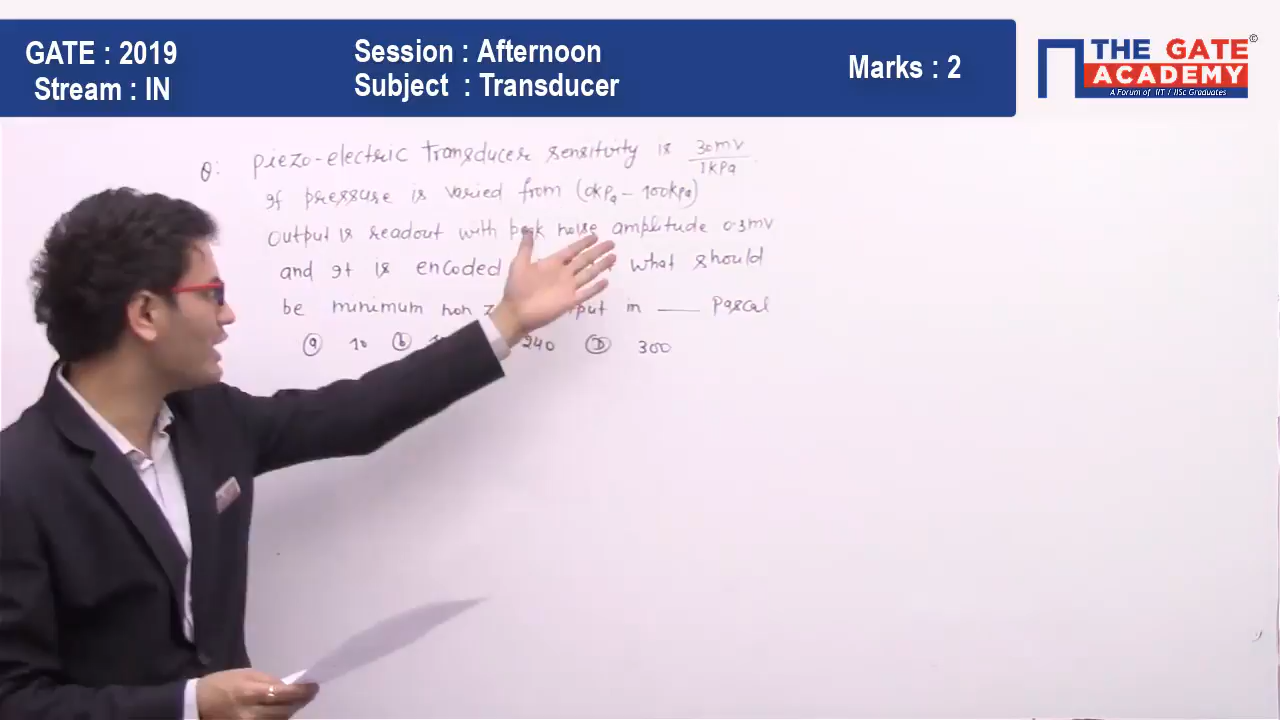 GATE : 2019
Stream : IN
Session : Afternoon
Subject : Transducer
Marks : 2
THE GATE
ACADEMY
A Forum of IIT / IISc Graduates
©
Q: piezo-electric transducer sensitivity is 30mV/1kPa
If pressure is varied from (0kPa - 100kPa)
Output is readout with peak noise amplitude 0.3mV
and It is encoded what should
be minimum non in ___ Pascal
(a) 10 (b) 240 (D) 300